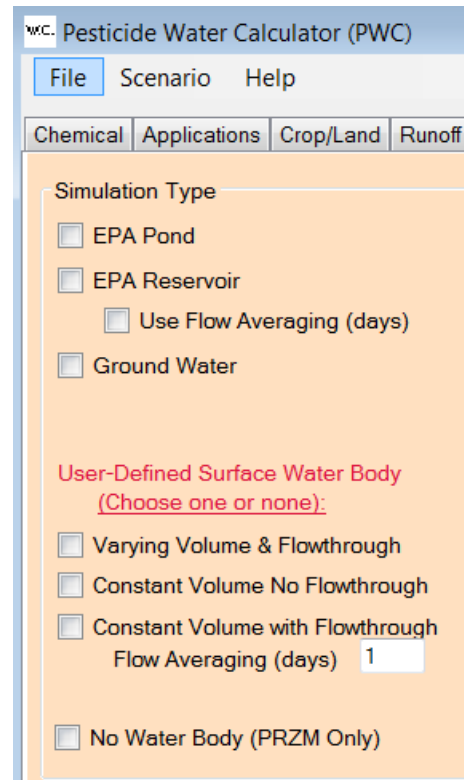 W.C. Pesticide Water Calculator (PWC)
File Scenario Help
Chemical Applications Crop/Land Runoff
Simulation Type
EPA Pond
EPA Reservoir
Use Flow Averaging (days)
Ground Water
User-Defined Surface Water Body
(Choose one or none):
Varying Volume & Flowthrough
Constant Volume No Flowthrough
Constant Volume with Flowthrough
Flow Averaging (days) 1
No Water Body (PRZM Only)